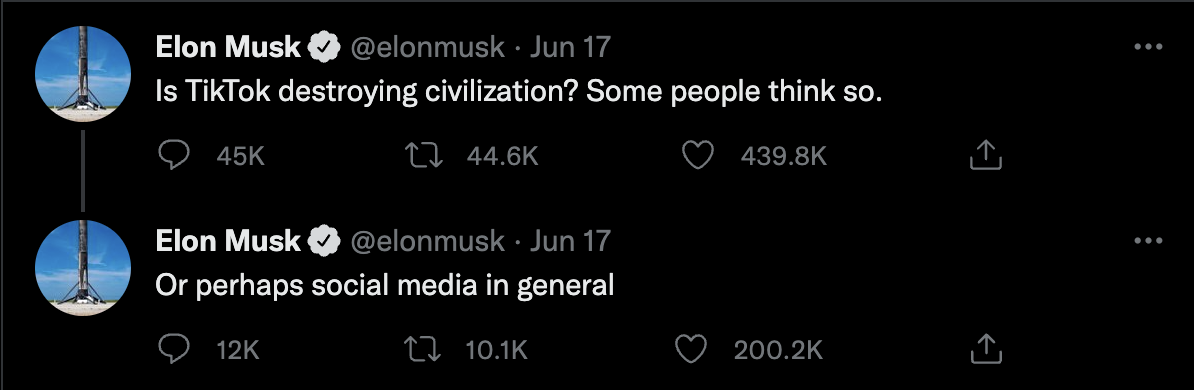 Elon Musk @elonmusk · Jun 17
Is TikTok destroying civilization? Some people think so.
45K 44.6K 439.8K
Elon Musk @elonmusk · Jun 17
Or perhaps social media in general
12K 10.1K 200.2K